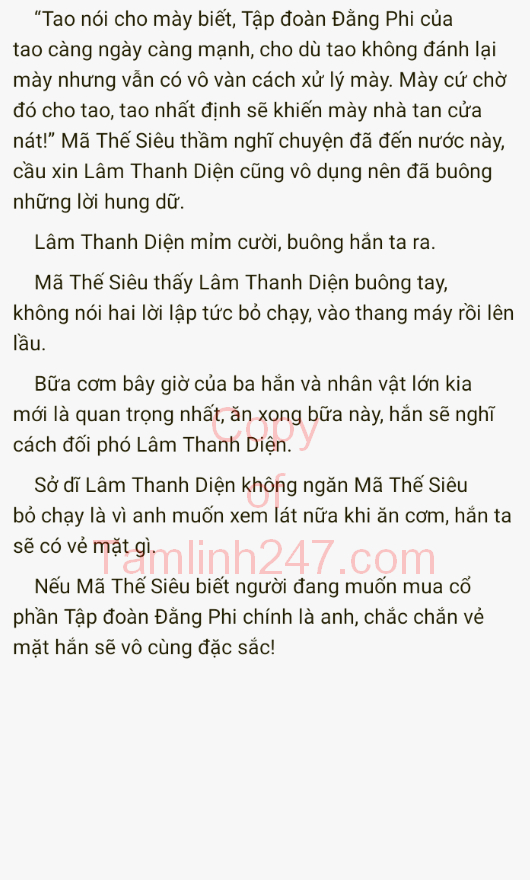 “Tao nói cho mày biết, Tập đoàn Đằng Phi của
tao càng ngày càng mạnh, cho dù tao không đánh lại
mày nhưng vẫn có vô vàn cách xử lý mày. Mày cứ chờ
đó cho tao, tao nhất định sẽ khiến mày nhà tan cửa
nát!” Mã Thế Siêu thầm nghĩ chuyện đã đến nước này,
cầu xin Lâm Thanh Diện cũng vô dụng nên đã buông
những lời hung dữ.
Lâm Thanh Diện mỉm cười, buông hắn ta ra.
Mã Thế Siêu thấy Lâm Thanh Diện buông tay,
không nói hai lời lập tức bỏ chạy, vào thang máy rồi lên
lầu.
Bữa cơm bây giờ của ba hắn và nhân vật lớn kia
mới là quan trọng nhất, ăn xong bữa này, hắn sẽ nghĩ
cách đối phó Lâm Thanh Diện.
Sở dĩ Lâm Thanh Diện không ngăn Mã Thế Siêu
bỏ chạy là vì anh muốn xem lát nữa khi ăn cơm, hắn ta
sẽ có vẻ mặt gì.
Nếu Mã Thế Siêu biết người đang muốn mua cổ
phần Tập đoàn Đằng Phi chính là anh, chắc chắn vẻ
mặt hắn sẽ vô cùng đặc sắc!
Copy
of
Tamlinh247.com